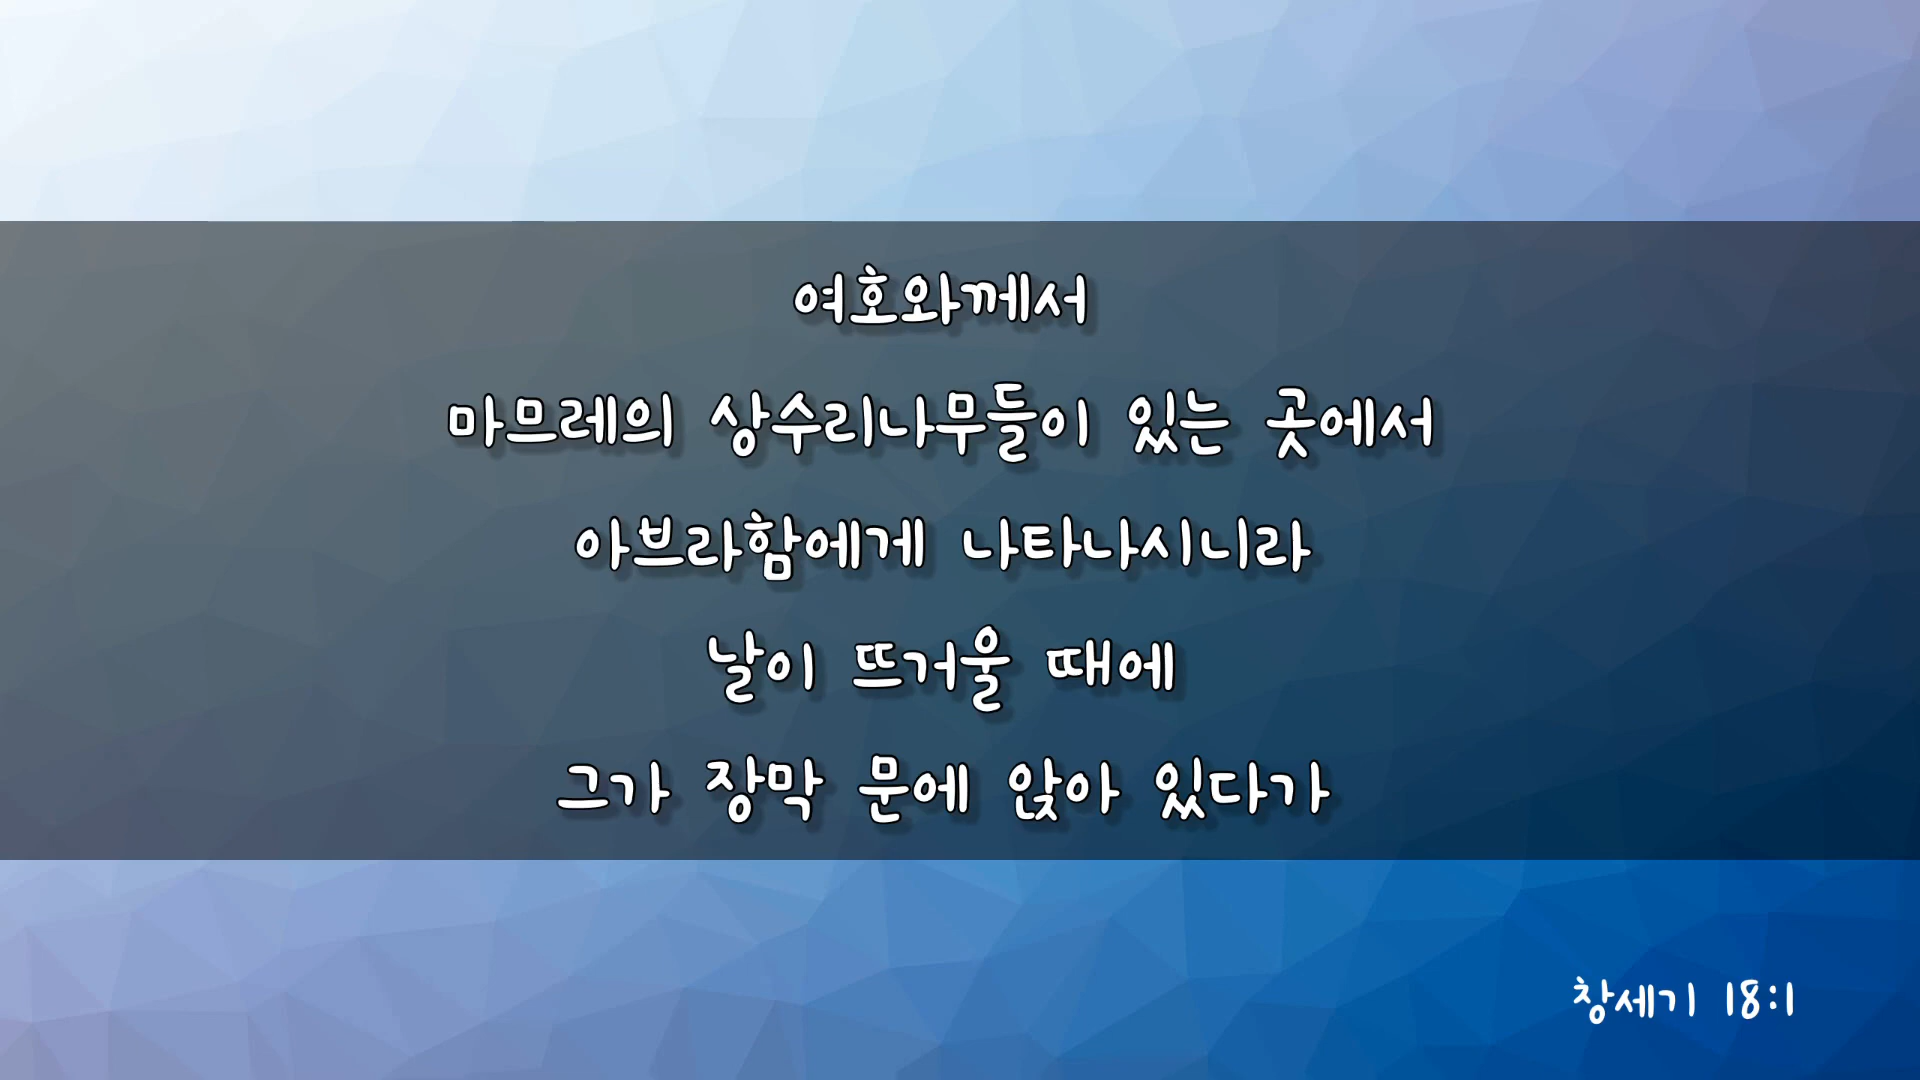 여호와께서
마므레의 상수리나무들이 있는 곳에서
아브라함에게 나타나시니라
날이 뜨거울 때에
그가 장막 문에 앉아 있다가
창세기 18:1